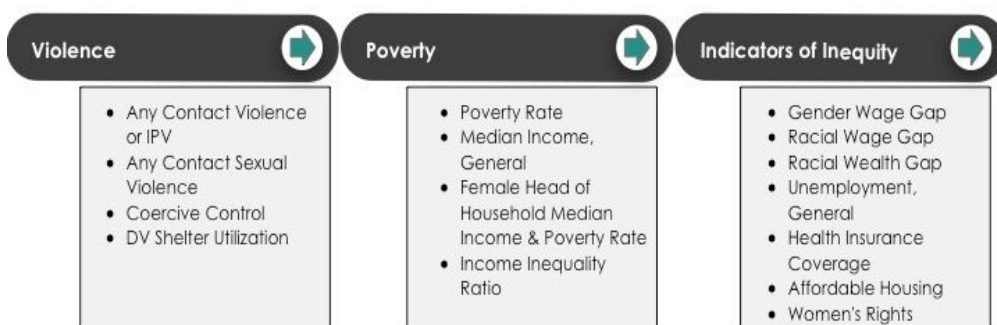 Violence
• Any Contact Violence
or IPV
• Any Contact Sexual
Violence
• Coercive Control
• DV Shelter Utilization
Poverty
• Poverty Rate
• Median Income,
General
• Female Head of
Household Median
Income & Poverty Rate
• Income Inequality
Ratio
Indicators of Inequity
• Gender Wage Gap
• Racial Wage Gap
• Racial Wealth Gap
• Unemployment,
General
• Health Insurance
Coverage
• Affordable Housing
• Women's Rights